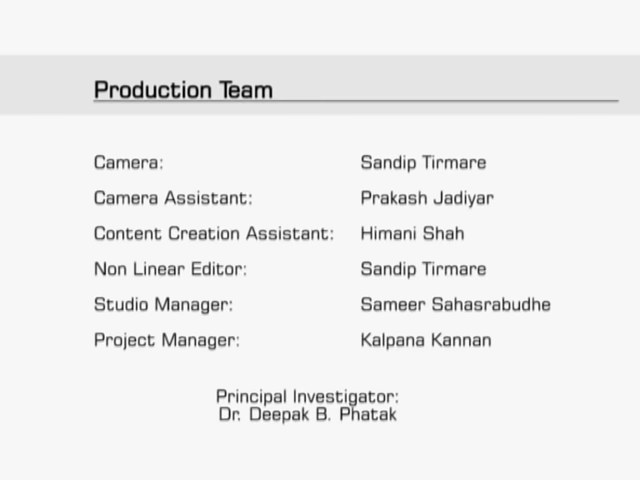 Production Team
Camera: Sandip Tirmare
Camera Assistant: Prakash Jadiyar
Content Creation Assistant: Himani Shah
Non Linear Editor: Sandip Tirmare
Studio Manager: Sameer Sahasrabudhe
Project Manager: Kalpana Kannan
Principal Investigator:
Dr. Deepak B. Phatak